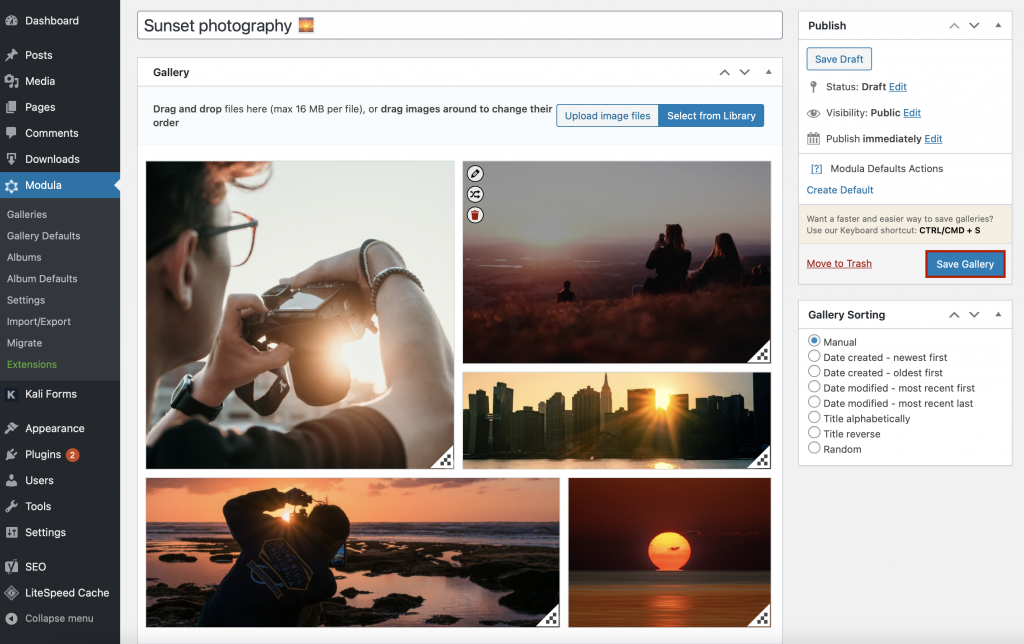 Dashboard
Posts
Media
Pages
Comments
Downloads
Modula
Galleries
Gallery Defaults
Albums
Album Defaults
Settings
Import/Export
Migrate
Extensions
K Kali Forms
Appearance
Plugins 2
Users
Tools
Settings
SEO
LiteSpeed Cache
Collapse menu
Sunset photography 🌅
Gallery
Drag and drop files here (max 16 MB per file), or drag images around to change their
order
Upload image files
Select from Library
Publish
Save Draft
Status: Draft Edit
Visibility: Public Edit
Publish immediately Edit
[?] Modula Defaults Actions
Create Default
Want a faster and easier way to save galleries?
Use our Keyboard shortcut: CTRL/CMD + S
Move to Trash
Save Gallery
Gallery Sorting
Manual
Date created - newest first
Date created - oldest first
Date modified - most recent first
Date modified - most recent last
Title alphabetically
Title reverse
Random